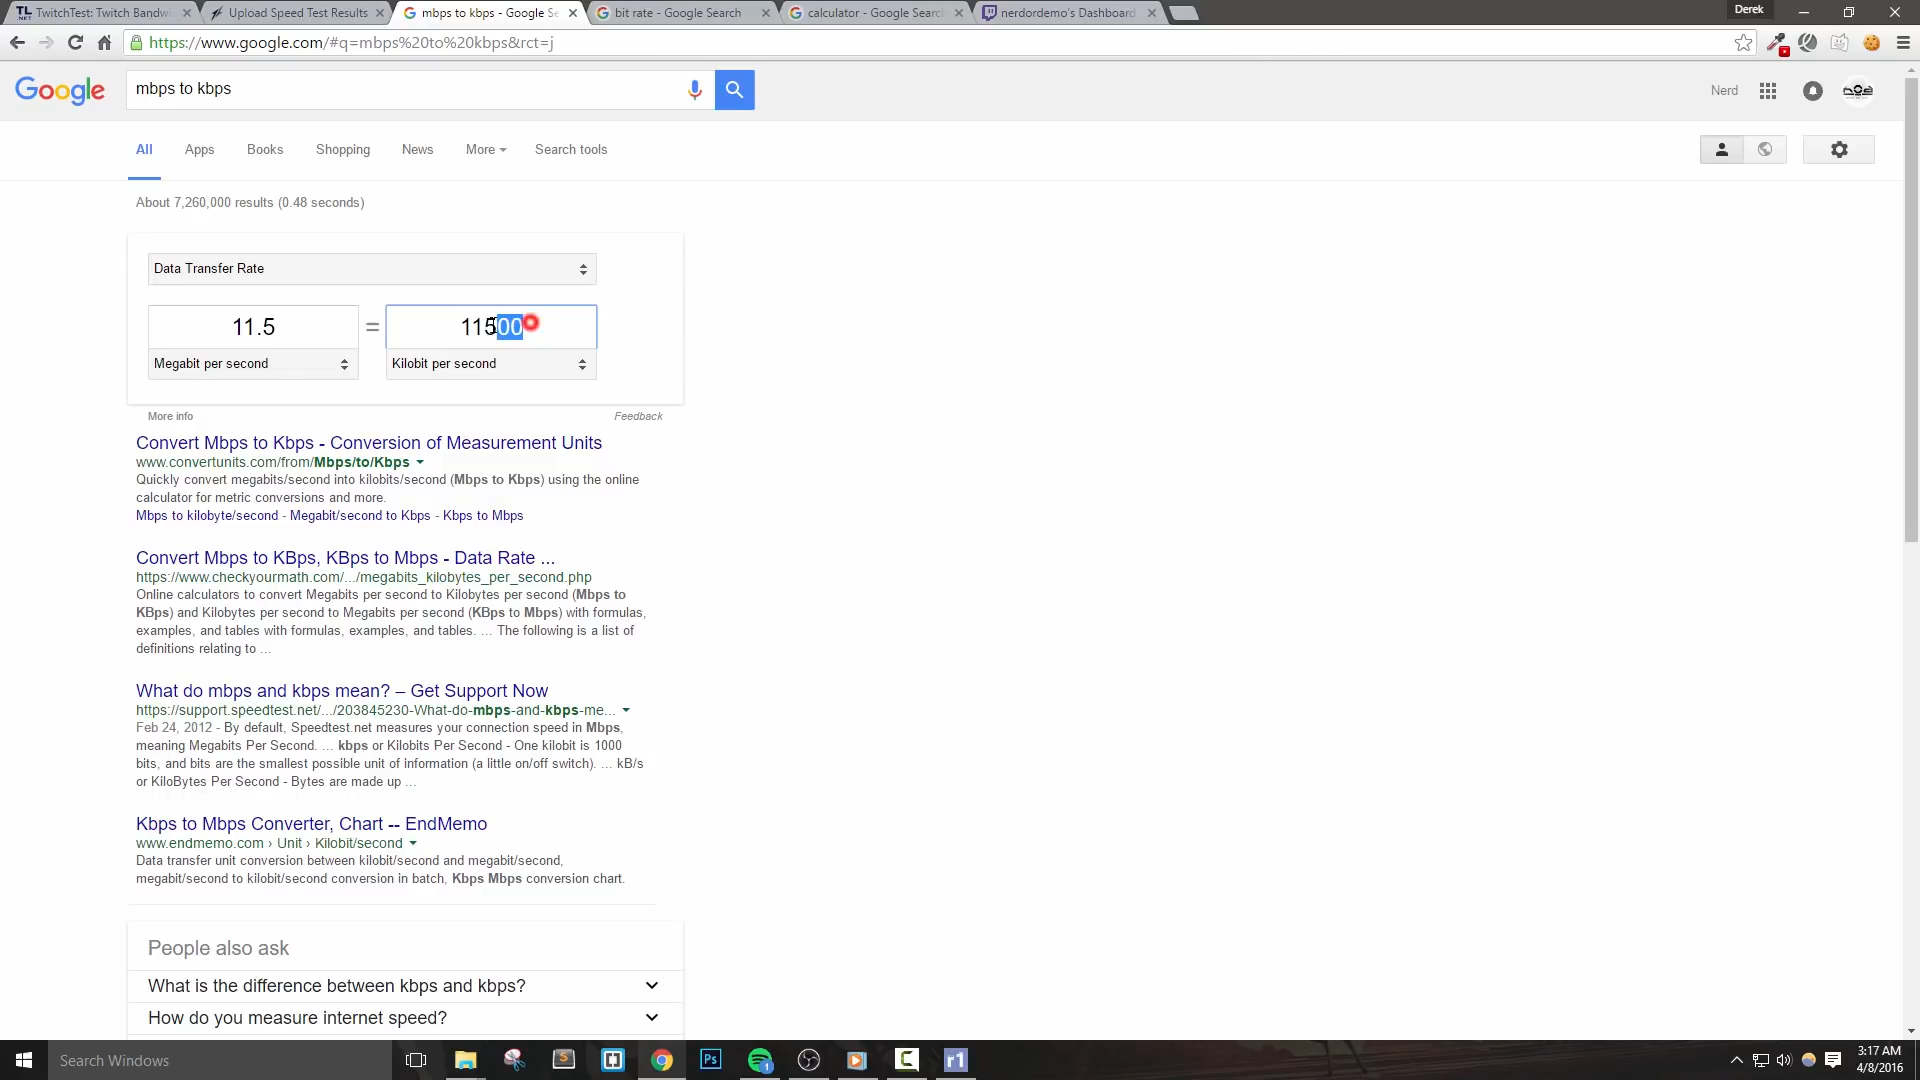 TL NET TwitchTest: Twitch Bandw
Upload Speed Test Results
mbps to kbps - Google Se
bit rate - Google Search
calculator - Google Search
nerdordemo's Dashboard
Derek
https://www.google.com/#q=mbps%20to%20kbps&rct=j
Google
mbps to kbps
Nerd
All
Apps
Books
Shopping
News
More
Search tools
About 7,260,000 results (0.48 seconds)
Data Transfer Rate
11.5 = 11500
Megabit per second
Kilobit per second
More info
Feedback
Convert Mbps to Kbps - Conversion of Measurement Units
www.convertunits.com/from/Mbps/to/Kbps
Quickly convert megabits/second into kilobits/second (Mbps to Kbps) using the online
calculator for metric conversions and more.
Mbps to kilobyte/second - Megabit/second to Kbps - Kbps to Mbps
Convert Mbps to KBps, KBps to Mbps - Data Rate ...
https://www.checkyourmath.com/.../megabits_kilobytes_per_second.php
Online calculators to convert Megabits per second to Kilobytes per second (Mbps to
KBps) and Kilobytes per second to Megabits per second (KBps to Mbps) with formulas,
examples, and tables with formulas, examples, and tables. ... The following is a list of
definitions relating to ...
What do mbps and kbps mean? – Get Support Now
https://support.speedtest.net/.../203845230-What-do-mbps-and-kbps-me...
Feb 24, 2012 - By default, Speedtest.net measures your connection speed in Mbps,
meaning Megabits Per Second. ... kbps or Kilobits Per Second - One kilobit is 1000
bits, and bits are the smallest possible unit of information (a little on/off switch). ... kB/s
or KiloBytes Per Second - Bytes are made up ...
Kbps to Mbps Converter, Chart -- EndMemo
www.endmemo.com › Unit › Kilobit/second
Data transfer unit conversion between kilobit/second and megabit/second,
megabit/second to kilobit/second conversion in batch, Kbps Mbps conversion chart.
People also ask
What is the difference between kbps and kbps?
How do you measure internet speed?
Search Windows
S
Ps
1
C
r1
3:17 AM
4/8/2016